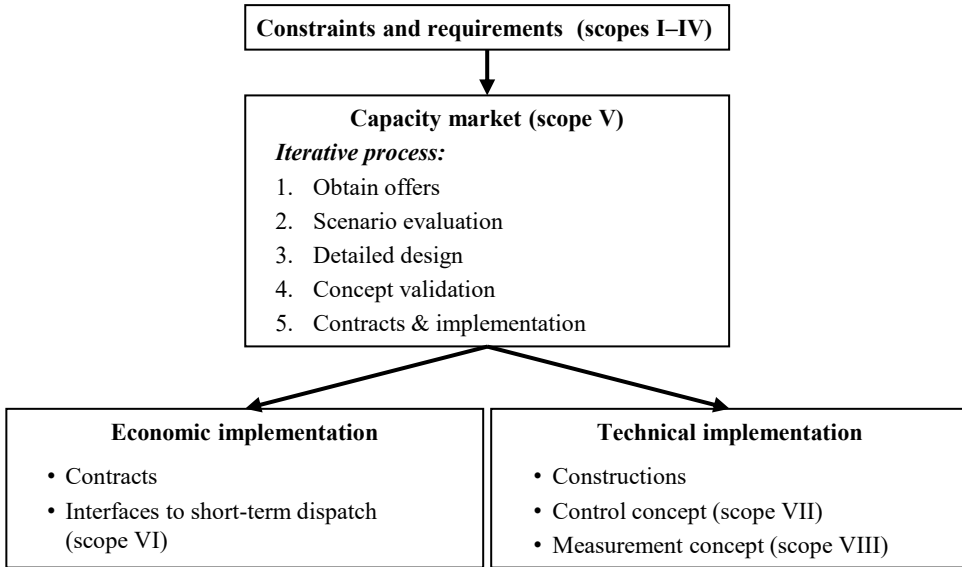 Constraints and requirements (scopes I–IV)
Capacity market (scope V)
Iterative process:
1. Obtain offers
2. Scenario evaluation
3. Detailed design
4. Concept validation
5. Contracts & implementation
Economic implementation
• Contracts
• Interfaces to short-term dispatch
(scope VI)
Technical implementation
• Constructions
• Control concept (scope VII)
• Measurement concept (scope VIII)